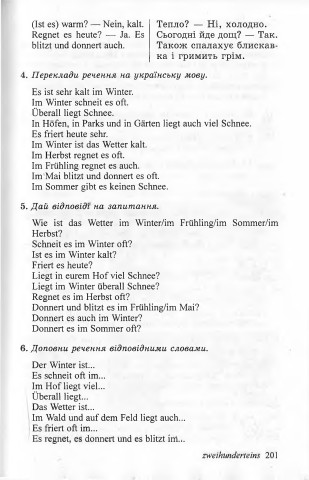 (Ist es) warm? — Nein, kalt.
Regnet es heute? — Ja. Es
blitzt und donnert auch.
Тепло? — Ні, холодно.
Сьогодні йде дощ? — Так.
Також спалахує блискав-
ка і гримить грім.
4. Переклади речення на українську мову.
Es ist sehr kalt im Winter.
Im Winter schneit es oft.
Überall liegt Schnee.
In Höfen, in Parks und in Gärten liegt auch viel Schnee.
Es friert heute sehr.
Im Winter ist das Wetter kalt.
Im Herbst regnet es oft.
Im Frühling regnet es auch.
Im Mai blitzt und donnert es oft.
Im Sommer gibt es keinen Schnee.
5. Дай відповіді на запитання.
Wie ist das Wetter im Winter/im Frühling/im Sommer/im
Herbst?
Schneit es im Winter oft?
Ist es im Winter kalt?
Friert es heute?
Liegt in eurem Hof viel Schnee?
Liegt im Winter überall Schnee?
Regnet es im Herbst oft?
Donnert und blitzt es im Frühling/im Mai?
Donnert es auch im Winter?
Donnert es im Sommer oft?
6. Доповни речення відповідними словами.
Der Winter ist...
Es schneit oft im...
Im Hof liegt viel...
Überall liegt...
Das Wetter ist...
Im Wald und auf dem Feld liegt auch...
Es friert oft im...
Es regnet, es donnert und es blitzt im...
zweihunderteins 201